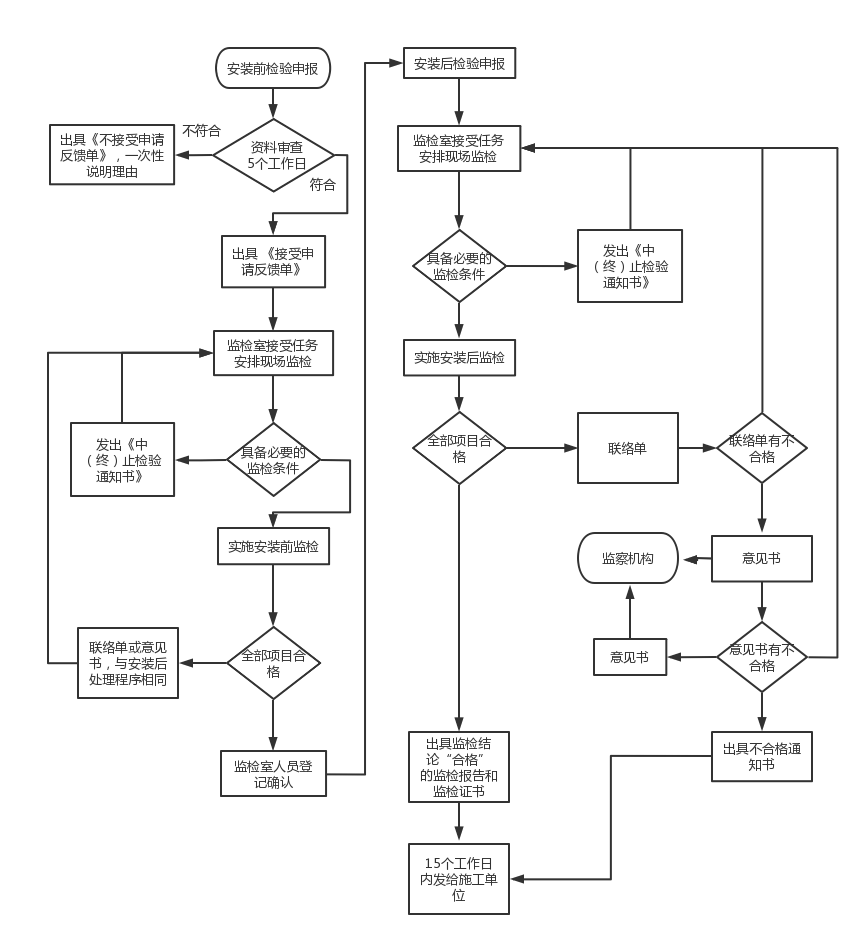 安装前检验申报
不符合
出具《不接受申请
反馈单》，一次性
说明理由
资料审查
5个工作日
符合
出具 《接受申
请反馈单》
监检室接受任务
安排现场监检
发出《中
（终）止检验
通知书》
具备必要的
监检条件
实施安装前监检
联络单或意见
书，与安装后
处理程序相同
全部项目合
格
监检室人员登
记确认
安装后检验申报
监检室接受任务
安排现场监检
具备必要的
监检条件
发出《中
（终）止检验
通知书》
实施安装后监检
全部项目合
格
联络单
联络单有不
合格
监察机构
意见书
意见书
意见书有不
合格
出具监检结
论“合格”
的监检报告和
监检证书
出具不合格通
知书
15个工作日
内发给施工单
位